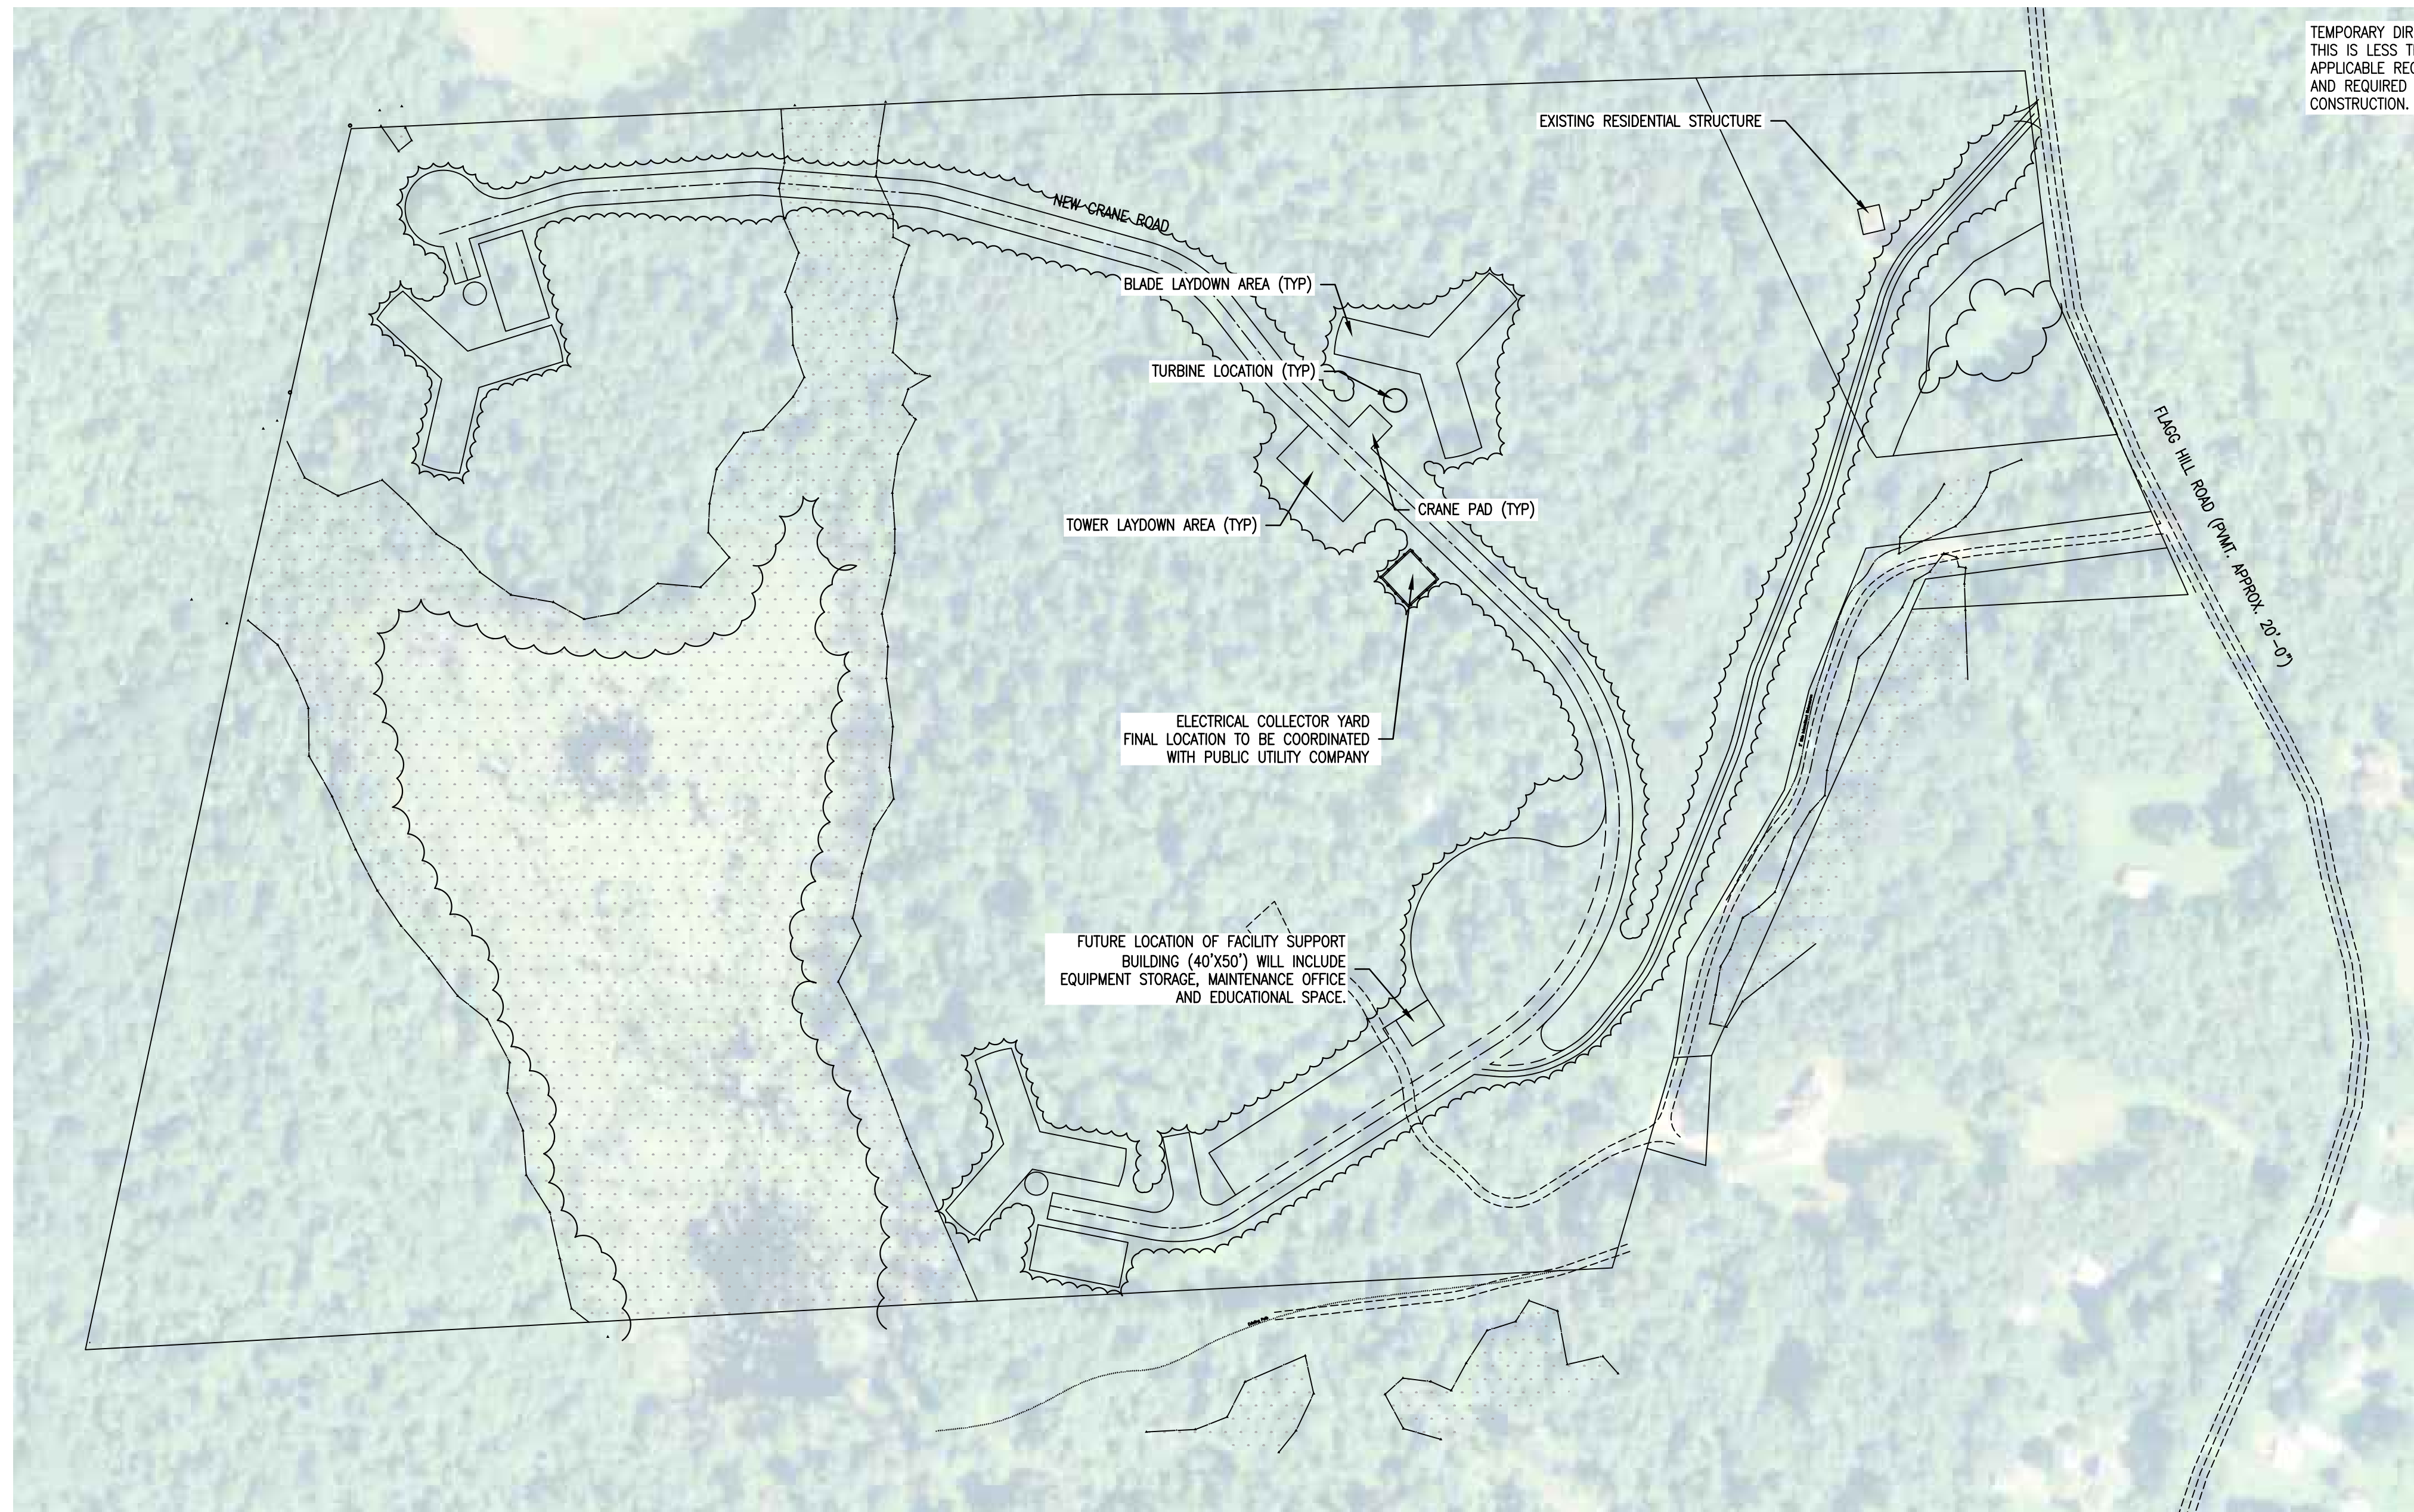 TEMPORARY DIR
THIS IS LESS T
APPLICABLE REQ
AND REQUIRED
CONSTRUCTION.
EXISTING RESIDENTIAL STRUCTURE
NEW CRANE ROAD
BLADE LAYDOWN AREA (TYP)
TURBINE LOCATION (TYP)
CRANE PAD (TYP)
TOWER LAYDOWN AREA (TYP)
FLAGG HILL ROAD (PVMT. APPROX. 20'-0")
ELECTRICAL COLLECTOR YARD
FINAL LOCATION TO BE COORDINATED
WITH PUBLIC UTILITY COMPANY
FUTURE LOCATION OF FACILITY SUPPORT
BUILDING (40'X50') WILL INCLUDE
EQUIPMENT STORAGE, MAINTENANCE OFFICE
AND EDUCATIONAL SPACE.